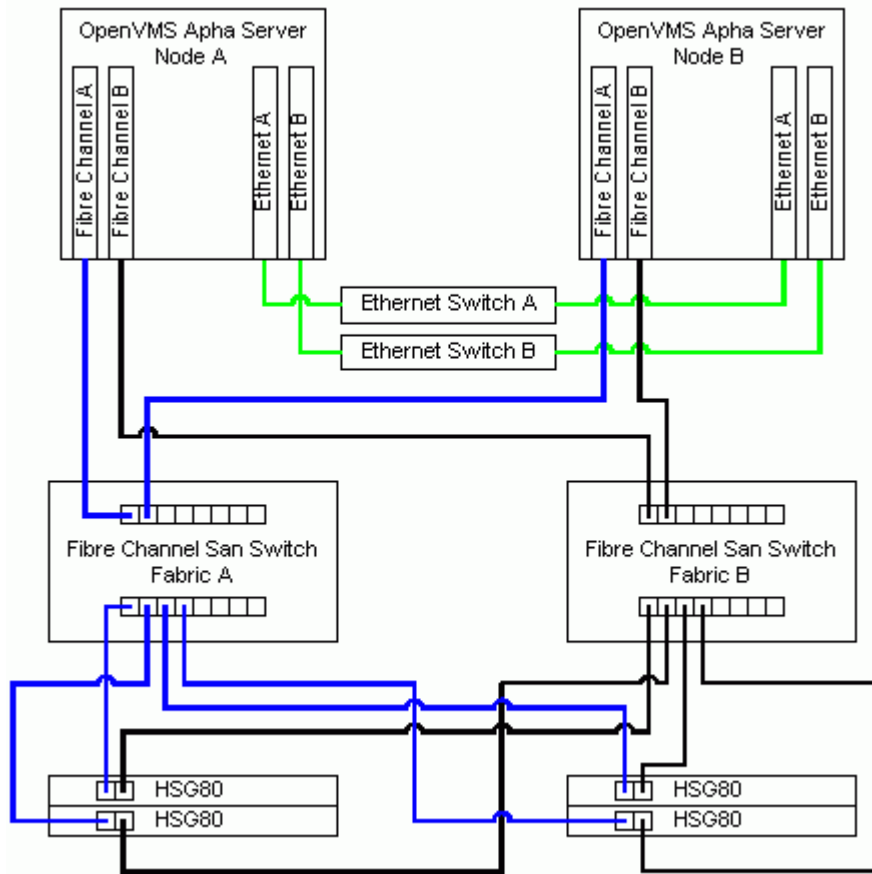 OpenVMS Apha Server
Node A
Fibre Channel A
Fibre Channel B
Ethernet A
Ethernet B
OpenVMS Apha Server
Node B
Fibre Channel A
Fibre Channel B
Ethernet A
Ethernet B
Ethernet Switch A
Ethernet Switch B
Fibre Channel San Switch
Fabric A
Fibre Channel San Switch
Fabric B
HSG80
HSG80
HSG80
HSG80